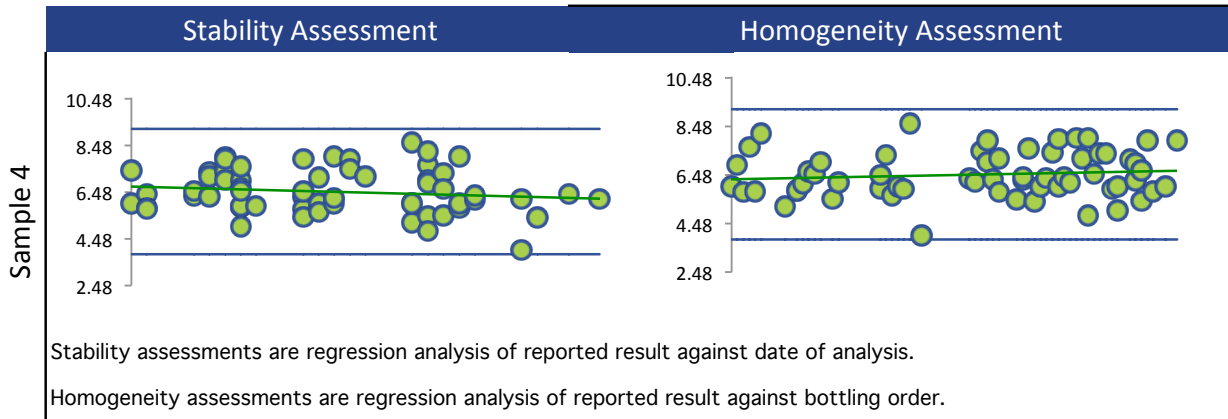 Stability Assessment
Homogeneity Assessment
Sample 4
10.48
8.48
6.48
4.48
2.48
10.48
8.48
6.48
4.48
2.48
Stability assessments are regression analysis of reported result against date of analysis.
Homogeneity assessments are regression analysis of reported result against bottling order.